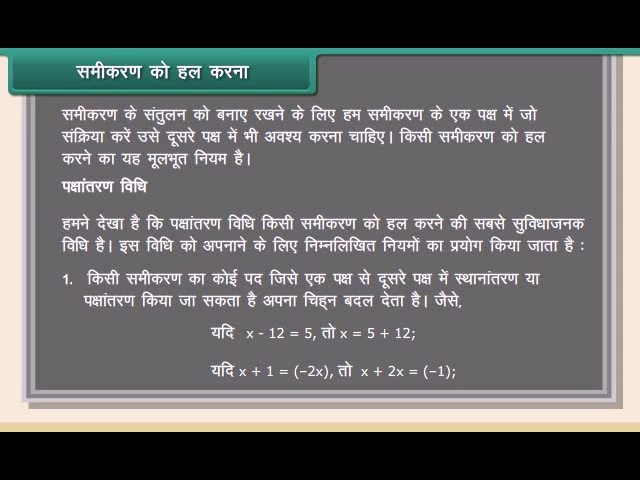 समीकरण को हल करना
समीकरण के संतुलन को बनाए रखने के लिए हम समीकरण के एक पक्ष में जो
संक्रिया करें उसे दूसरे पक्ष में भी अवश्य करना चाहिए। किसी समीकरण को हल
करने का यह मूलभूत नियम है।
पक्षांतरण विधि
हमने देखा है कि पक्षांतरण विधि किसी समीकरण को हल करने की सबसे सुविधाजनक
विधि है। इस विधि को अपनाने के लिए निम्नलिखित नियमों का प्रयोग किया जाता है :
1. किसी समीकरण का कोई पद जिसे एक पक्ष से दूसरे पक्ष में स्थानांतरण या
पक्षांतरण किया जा सकता है अपना चिह्न बदल देता है। जैसे,
यदि x - 12 = 5, तो x = 5 + 12;
यदि x + 1 = (–2x), तो x + 2x = (–1);